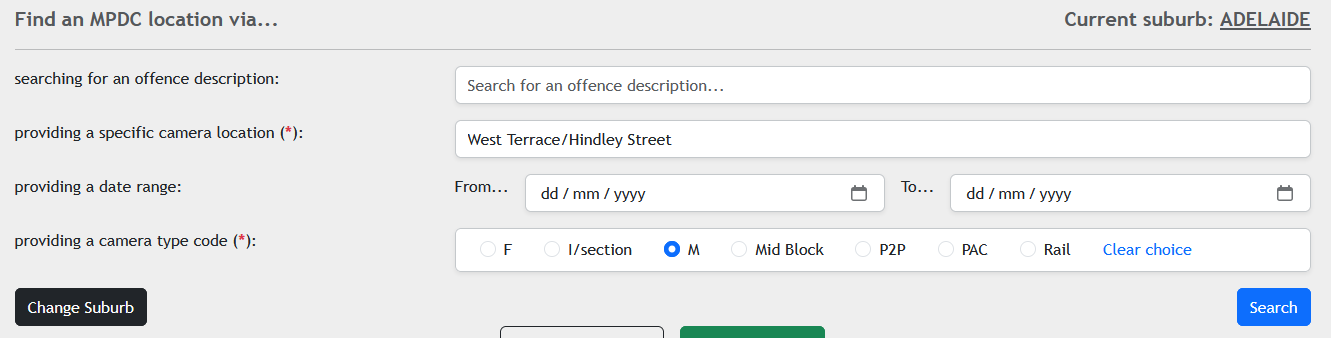 Find an MPDC location via... Current suburb: ADELAIDE
searching for an offence description: Search for an offence description...
providing a specific camera location (*): West Terrace/Hindley Street
providing a date range: From... dd / mm / yyyy To... dd / mm / yyyy
providing a camera type code (*): F I/section M Mid Block P2P PAC Rail Clear choice
Change Suburb Search